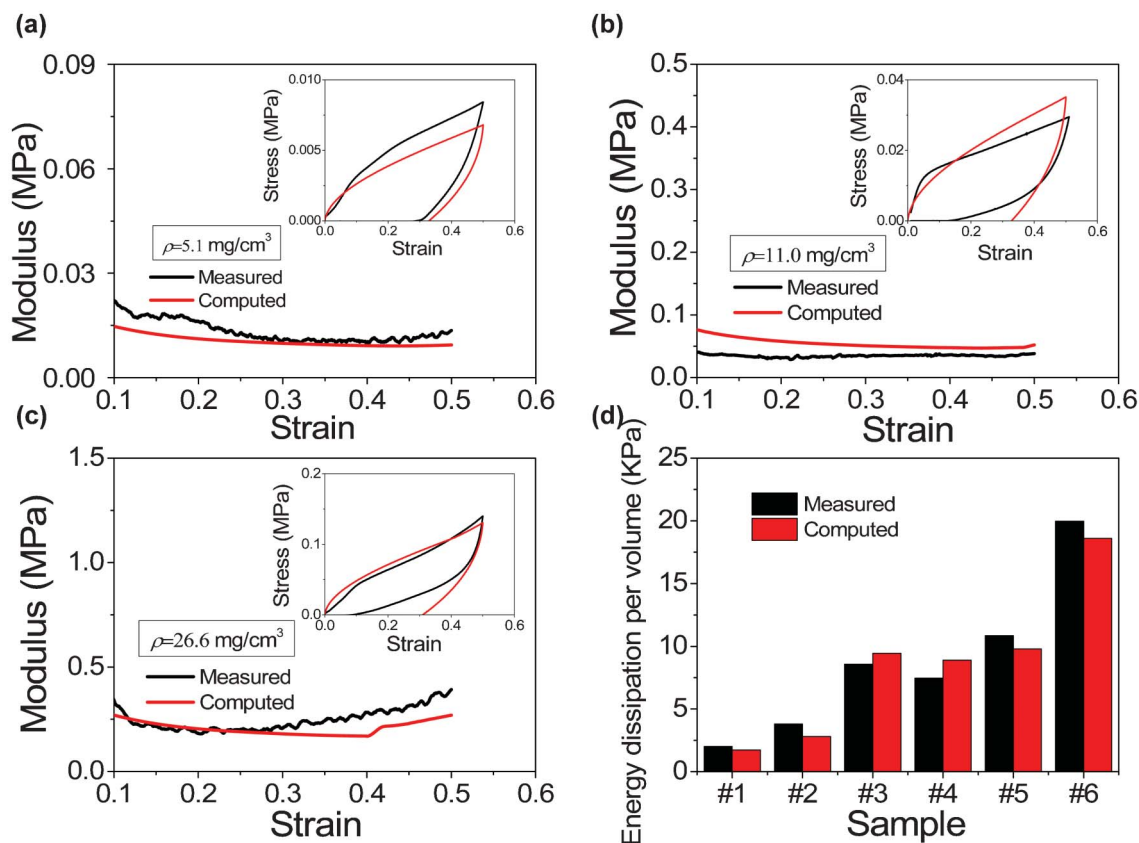 (a)
0.09
0.06
0.03
0.00
Modulus (MPa)
0.1 0.2 0.3 0.4 0.5 0.6
Strain
ρ=5.1 mg/cm³
Measured
Computed
0.010
0.005
0.000
Stress (MPa)
0.0 0.2 0.4 0.6
Strain
(b)
0.5
0.4
0.3
0.2
0.1
0.0
Modulus (MPa)
0.1 0.2 0.3 0.4 0.5 0.6
Strain
ρ=11.0 mg/cm³
Measured
Computed
0.04
0.02
0.00
Stress (MPa)
0.0 0.2 0.4 0.6
Strain
(c)
1.5
1.0
0.5
0.0
Modulus (MPa)
0.1 0.2 0.3 0.4 0.5 0.6
Strain
ρ=26.6 mg/cm³
Measured
Computed
0.2
0.1
0.0
Stress (MPa)
0.0 0.2 0.4 0.6
Strain
(d)
25
20
15
10
5
0
Energy dissipation per volume (KPa)
Measured
Computed
#1 #2 #3 #4 #5 #6
Sample